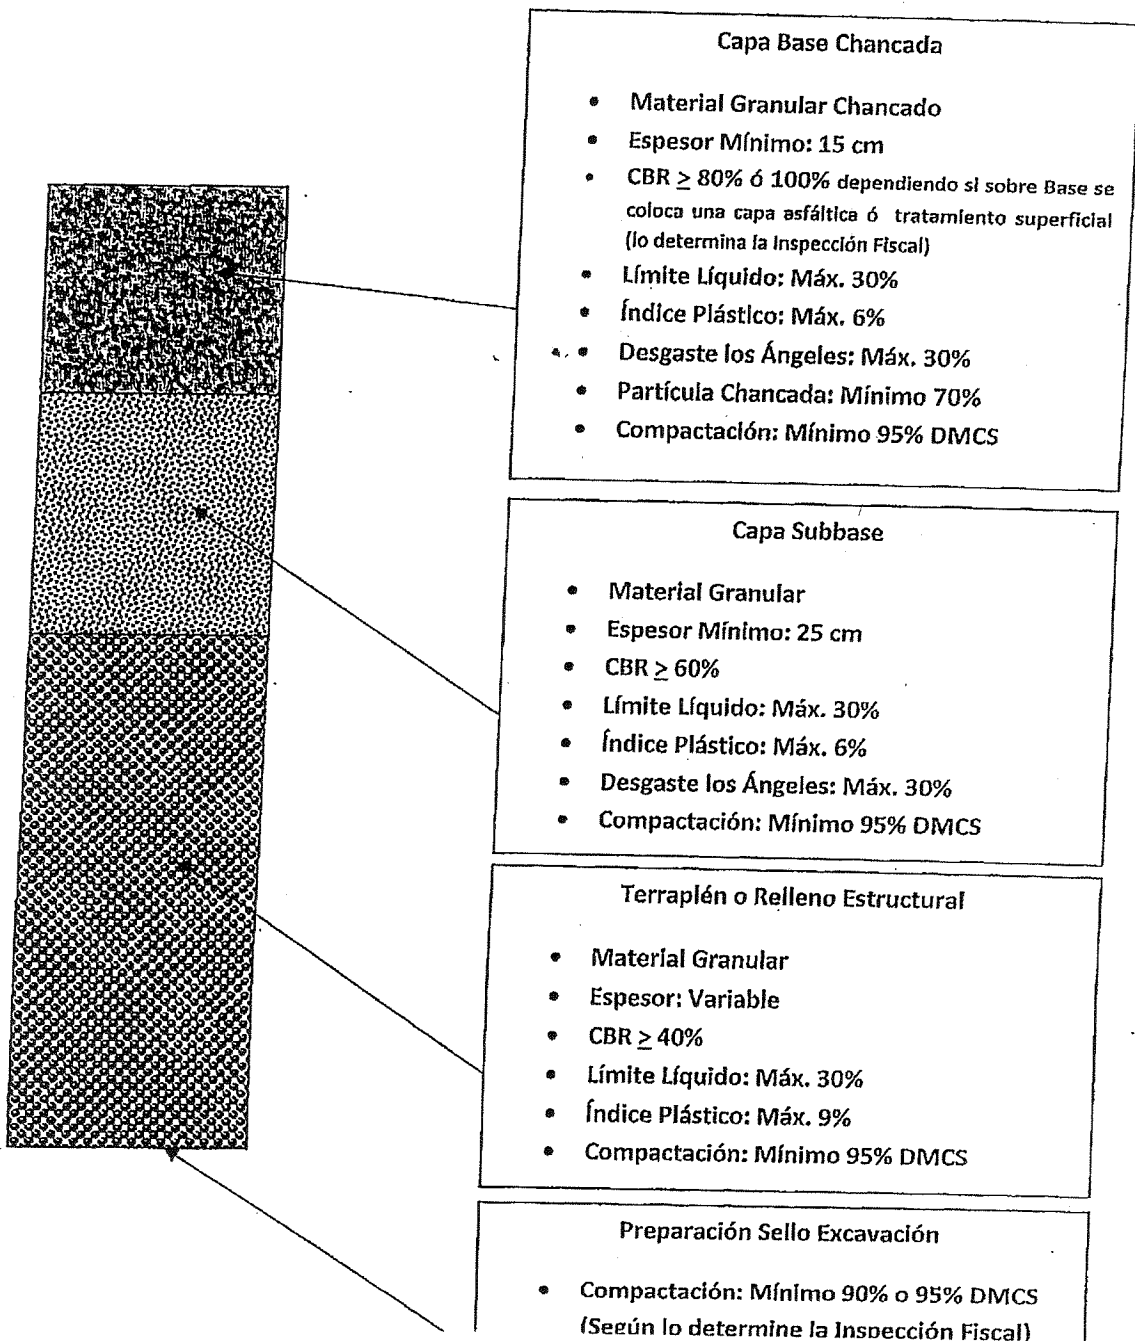 Capa Base Chancada
• Material Granular Chancado
• Espesor Mínimo: 15 cm
• CBR ≥ 80% ó 100% dependiendo si sobre Base se
coloca una capa asfáltica ó tratamiento superficial
(lo determina la Inspección Fiscal)
• Límite Líquido: Máx. 30%
• Índice Plástico: Máx. 6%
• Desgaste los Ángeles: Máx. 30%
• Partícula Chancada: Mínimo 70%
• Compactación: Mínimo 95% DMCS
Capa Subbase
• Material Granular
• Espesor Mínimo: 25 cm
• CBR ≥ 60%
• Límite Líquido: Máx. 30%
• Índice Plástico: Máx. 6%
• Desgaste los Ángeles: Máx. 30%
• Compactación: Mínimo 95% DMCS
Terraplén o Relleno Estructural
• Material Granular
• Espesor: Variable
• CBR ≥ 40%
• Límite Líquido: Máx. 30%
• Índice Plástico: Máx. 9%
• Compactación: Mínimo 95% DMCS
Preparación Sello Excavación
• Compactación: Mínimo 90% o 95% DMCS
(Según lo determine la Inspección Fiscal)